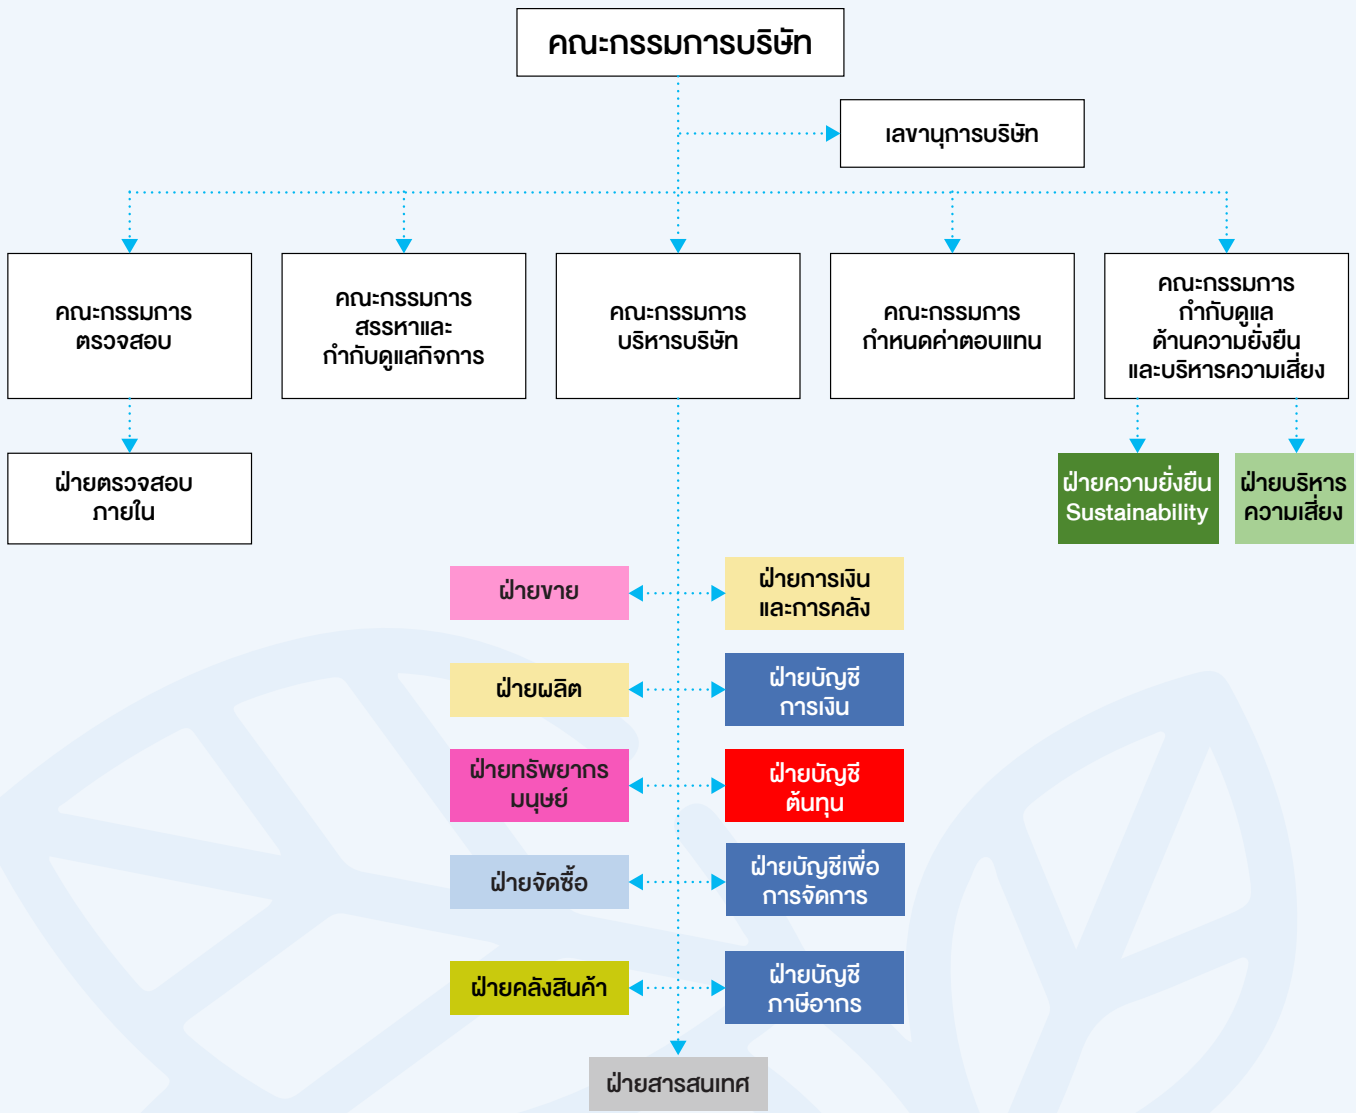 คณะกรรมการบริษัท
เลขานุการบริษัท
คณะกรรมการ
ตรวจสอบ
คณะกรรมการ
สรรหาและ
กำกับดูแลกิจการ
คณะกรรมการ
บริหารบริษัท
คณะกรรมการ
กำหนดค่าตอบแทน
คณะกรรมการ
กำกับดูแล
ด้านความยั่งยืน
และบริหารความเสี่ยง
ฝ่ายตรวจสอบ
ภายใน
ฝ่ายความยั่งยืน
Sustainability
ฝ่ายบริหาร
ความเสี่ยง
ฝ่ายขาย
ฝ่ายการเงิน
และการคลัง
ฝ่ายผลิต
ฝ่ายบัญชี
การเงิน
ฝ่ายทรัพยากร
มนุษย์
ฝ่ายบัญชี
ต้นทุน
ฝ่ายจัดซื้อ
ฝ่ายบัญชีเพื่อ
การจัดการ
ฝ่ายคลังสินค้า
ฝ่ายบัญชี
ภาษีอากร
ฝ่ายสารสนเทศ